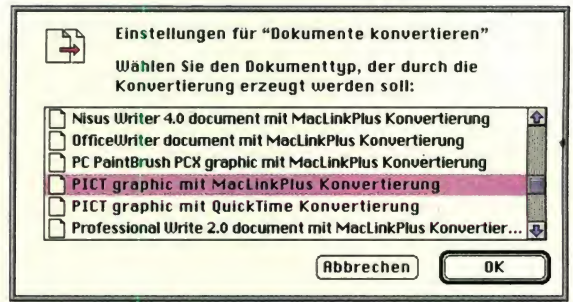 Einstellungen für “Dokumente konvertieren”
Wählen Sie den Dokumenttyp, der durch die
Konvertierung erzeugt werden soll:
Nisus Writer 4.0 document mit MacLinkPlus Konvertierung
OfficeWriter document mit MacLinkPlus Konvertierung
PC PaintBrush PCX graphic mit MacLinkPlus Konvertierung
PICT graphic mit MacLinkPlus Konvertierung
PICT graphic mit QuickTime Konvertierung
Professional Write 2.0 document mit MacLinkPlus Konvertier...
Abbrechen OK